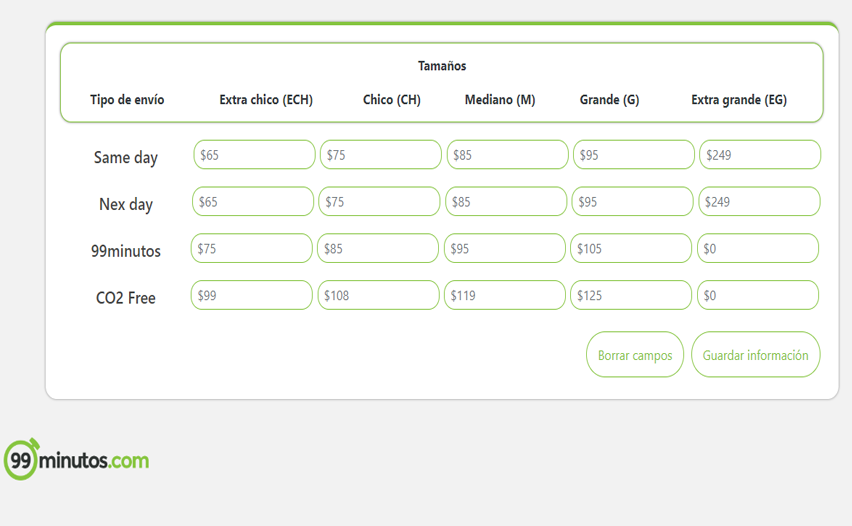 Tamaños
Tipo de envío Extra chico (ECH) Chico (CH) Mediano (M) Grande (G) Extra grande (EG)
Same day $65 $75 $85 $95 $249
Nex day $65 $75 $85 $95 $249
99minutos $75 $85 $95 $105 $0
CO2 Free $99 $108 $119 $125 $0
Borrar campos Guardar información
99minutos.com